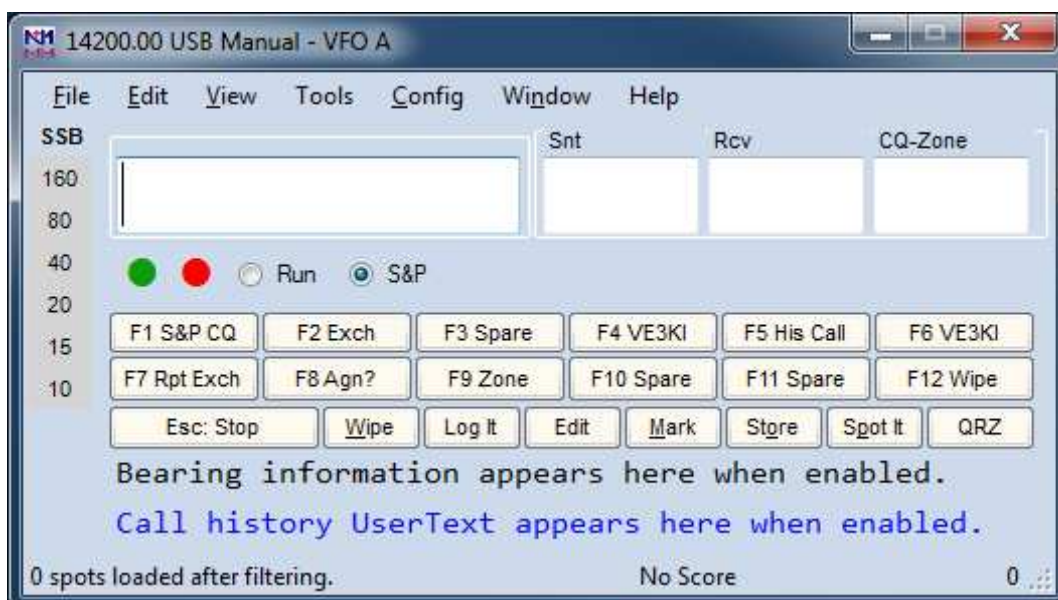 N1MM 14200.00 USB Manual - VFO A
File Edit View Tools Config Window Help
SSB Snt Rcv CQ-Zone
160
80
40 Run S&P
20
F1 S&P CQ F2 Exch F3 Spare F4 VE3KI F5 His Call F6 VE3KI
15
F7 Rpt Exch F8 Agn? F9 Zone F10 Spare F11 Spare F12 Wipe
10
Esc: Stop Wipe Log It Edit Mark Store Spot It QRZ
Bearing information appears here when enabled.
Call history UserText appears here when enabled.
0 spots loaded after filtering. No Score 0